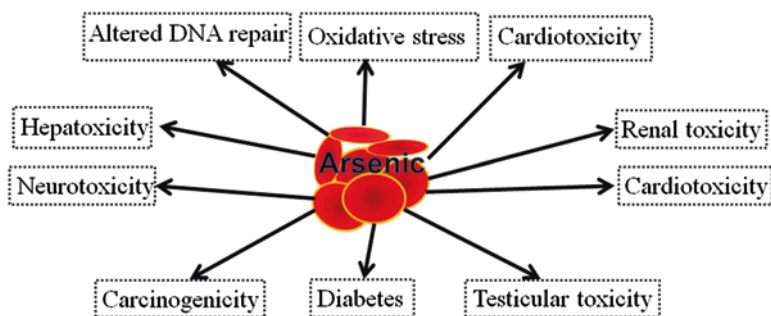 Altered DNA repair
Oxidative stress
Cardiotoxicity
Hepatoxicity
Arsenic
Renal toxicity
Neurotoxicity
Cardiotoxicity
Carcinogenicity
Diabetes
Testicular toxicity